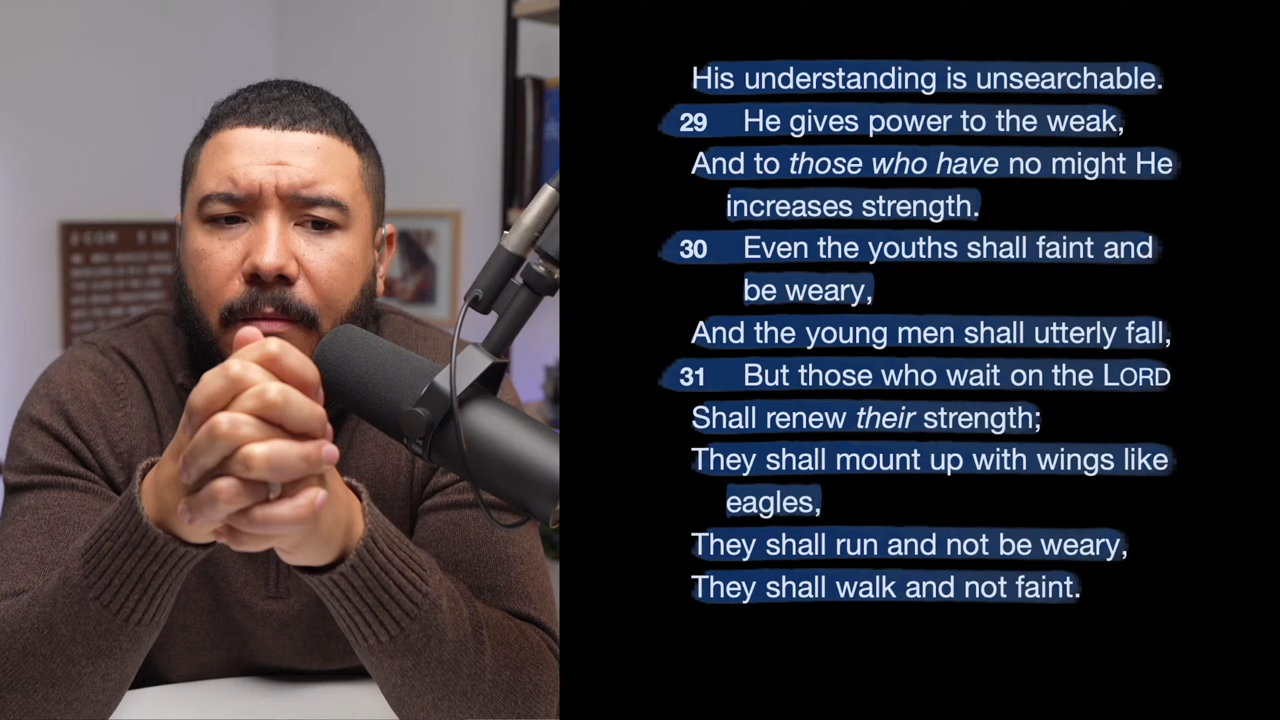 His understanding is unsearchable.
29 He gives power to the weak,
And to those who have no might He
increases strength.
30 Even the youths shall faint and
be weary,
And the young men shall utterly fall,
31 But those who wait on the LORD
Shall renew their strength;
They shall mount up with wings like
eagles,
They shall run and not be weary,
They shall walk and not faint.